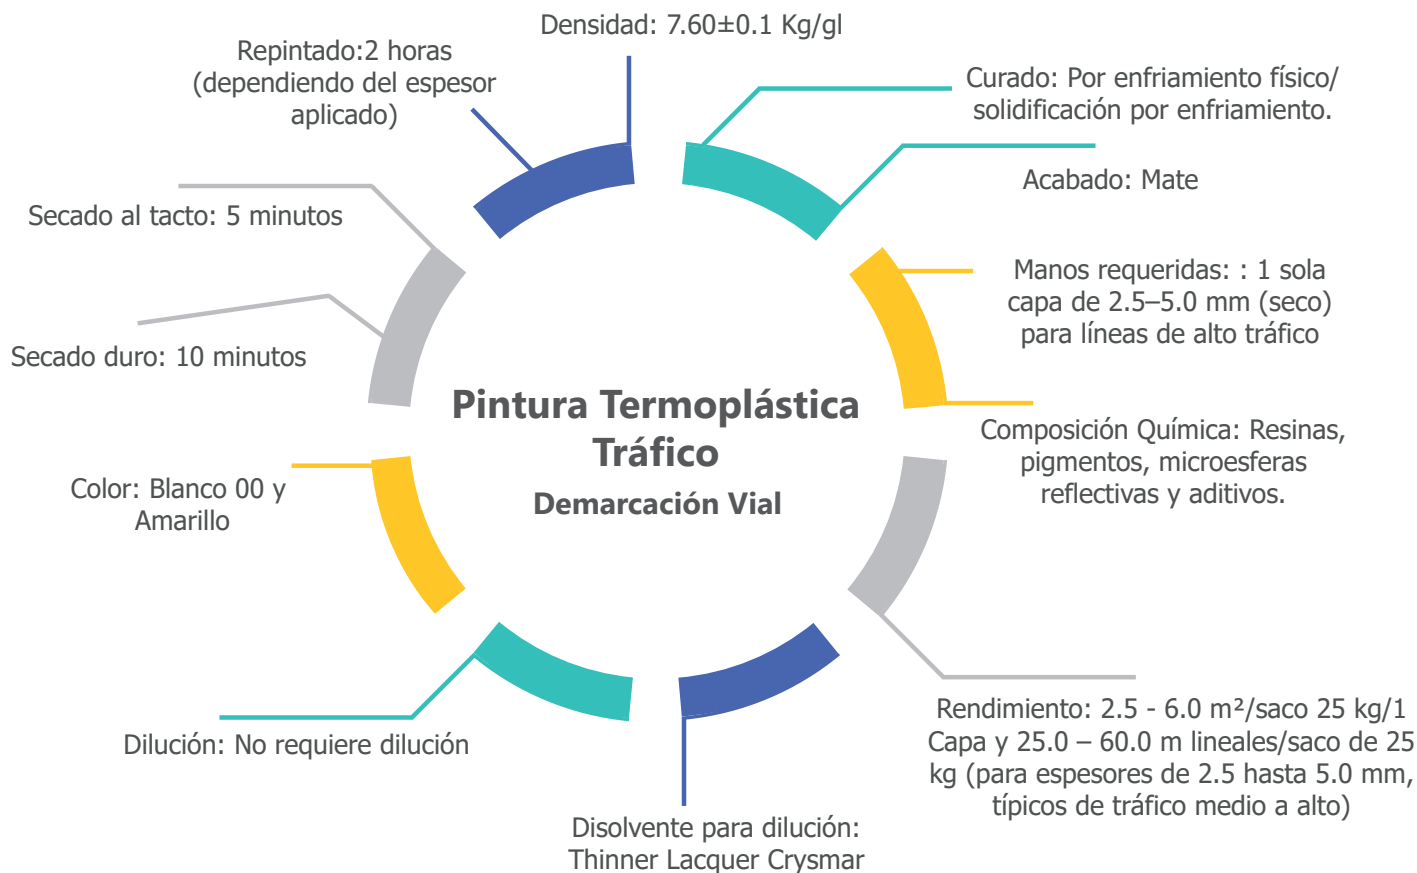 Densidad: 7.60±0.1 Kg/gl
Repintado:2 horas
(dependiendo del espesor
aplicado)
Curado: Por enfriamiento físico/
solidificación por enfriamiento.
Acabado: Mate
Secado al tacto: 5 minutos
Manos requeridas: : 1 sola
capa de 2.5–5.0 mm (seco)
para líneas de alto tráfico
Secado duro: 10 minutos
Pintura Termoplástica
Tráfico
Demarcación Vial
Composición Química: Resinas,
pigmentos, microesferas
reflectivas y aditivos.
Color: Blanco 00 y
Amarillo
Rendimiento: 2.5 - 6.0 m²/saco 25 kg/1
Capa y 25.0 – 60.0 m lineales/saco de 25
kg (para espesores de 2.5 hasta 5.0 mm,
típicos de tráfico medio a alto)
Dilución: No requiere dilución
Disolvente para dilución:
Thinner Lacquer Crysmar